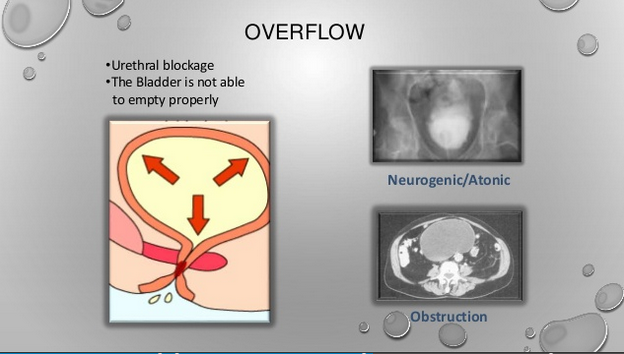 OVERFLOW
•Urethral blockage
•The Bladder is not able
to empty properly
Neurogenic/Atonic
Obstruction